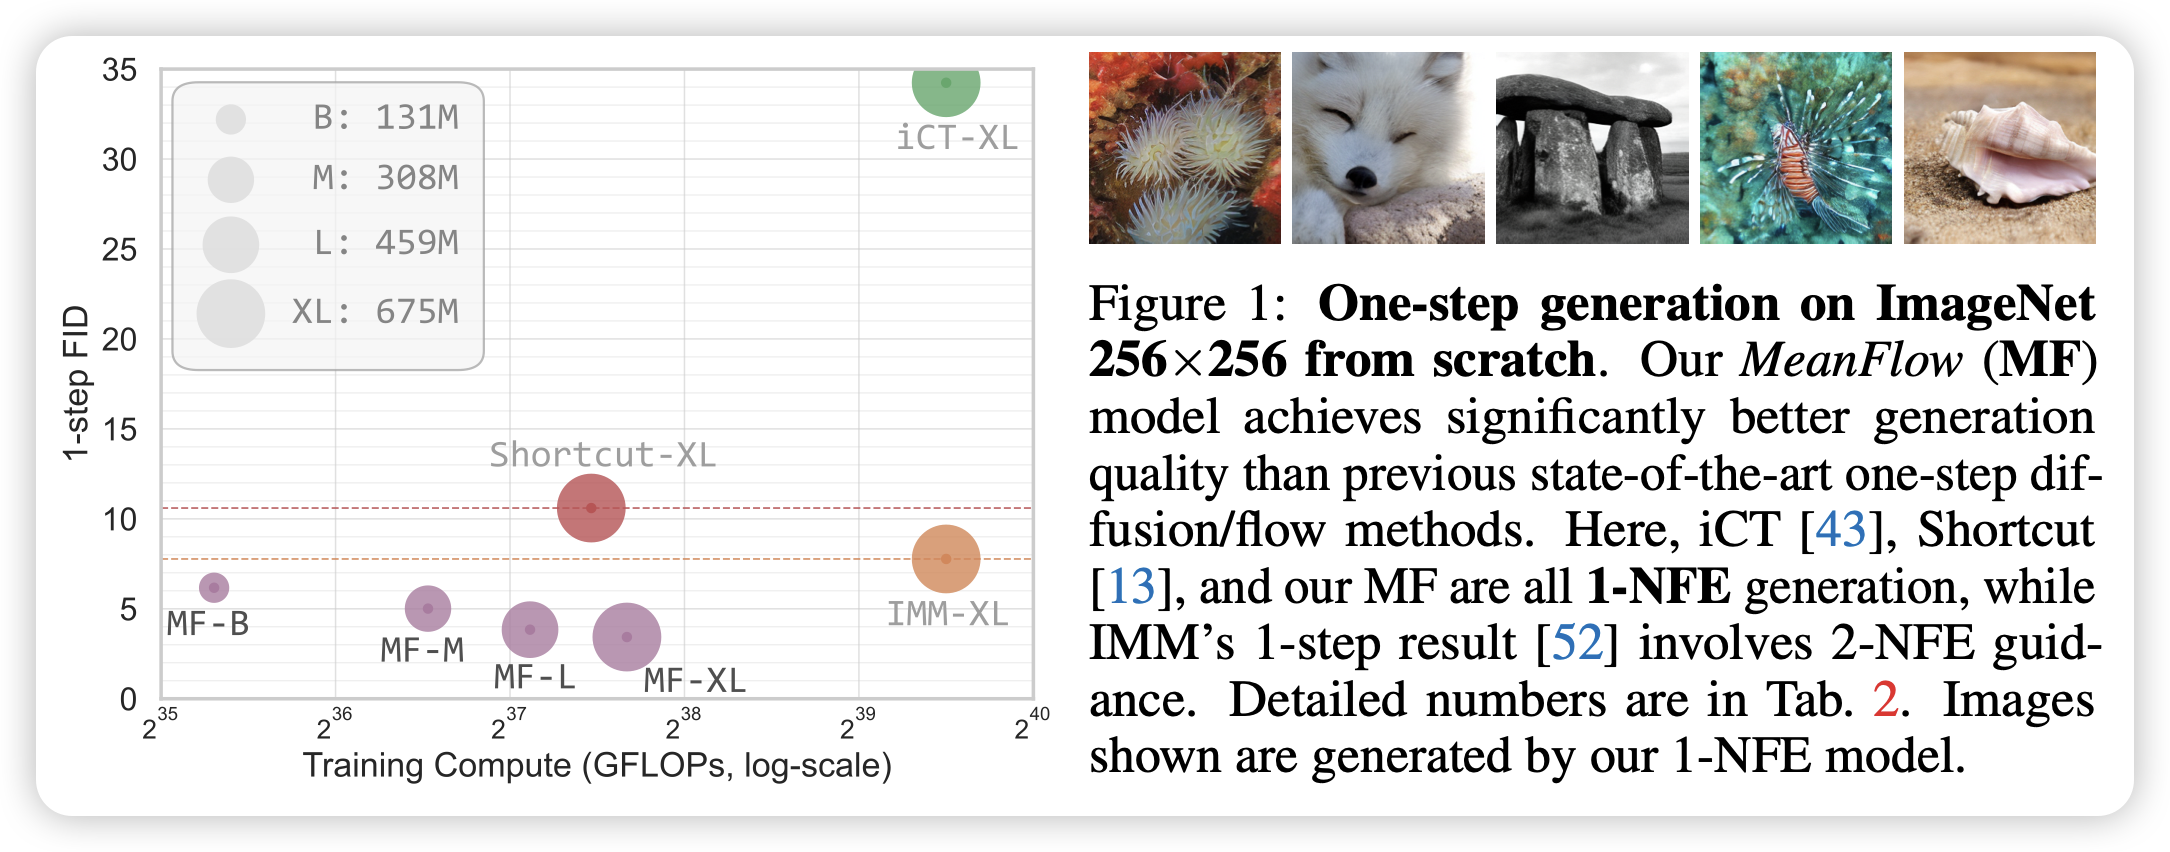 35
30
25
20
15
10
5
0
1-step FID
B: 131M
M: 308M
L: 459M
XL: 675M
iCT-XL
Shortcut-XL
IMM-XL
MF-B
MF-M
MF-L
MF-XL
2^35 2^36 2^37 2^38 2^39 2^40
Training Compute (GFLOPs, log-scale)
Figure 1: One-step generation on ImageNet
256×256 from scratch. Our MeanFlow (MF)
model achieves significantly better generation
quality than previous state-of-the-art one-step dif-
fusion/flow methods. Here, iCT [43], Shortcut
[13], and our MF are all 1-NFE generation, while
IMM's 1-step result [52] involves 2-NFE guid-
ance. Detailed numbers are in Tab. 2. Images
shown are generated by our 1-NFE model.